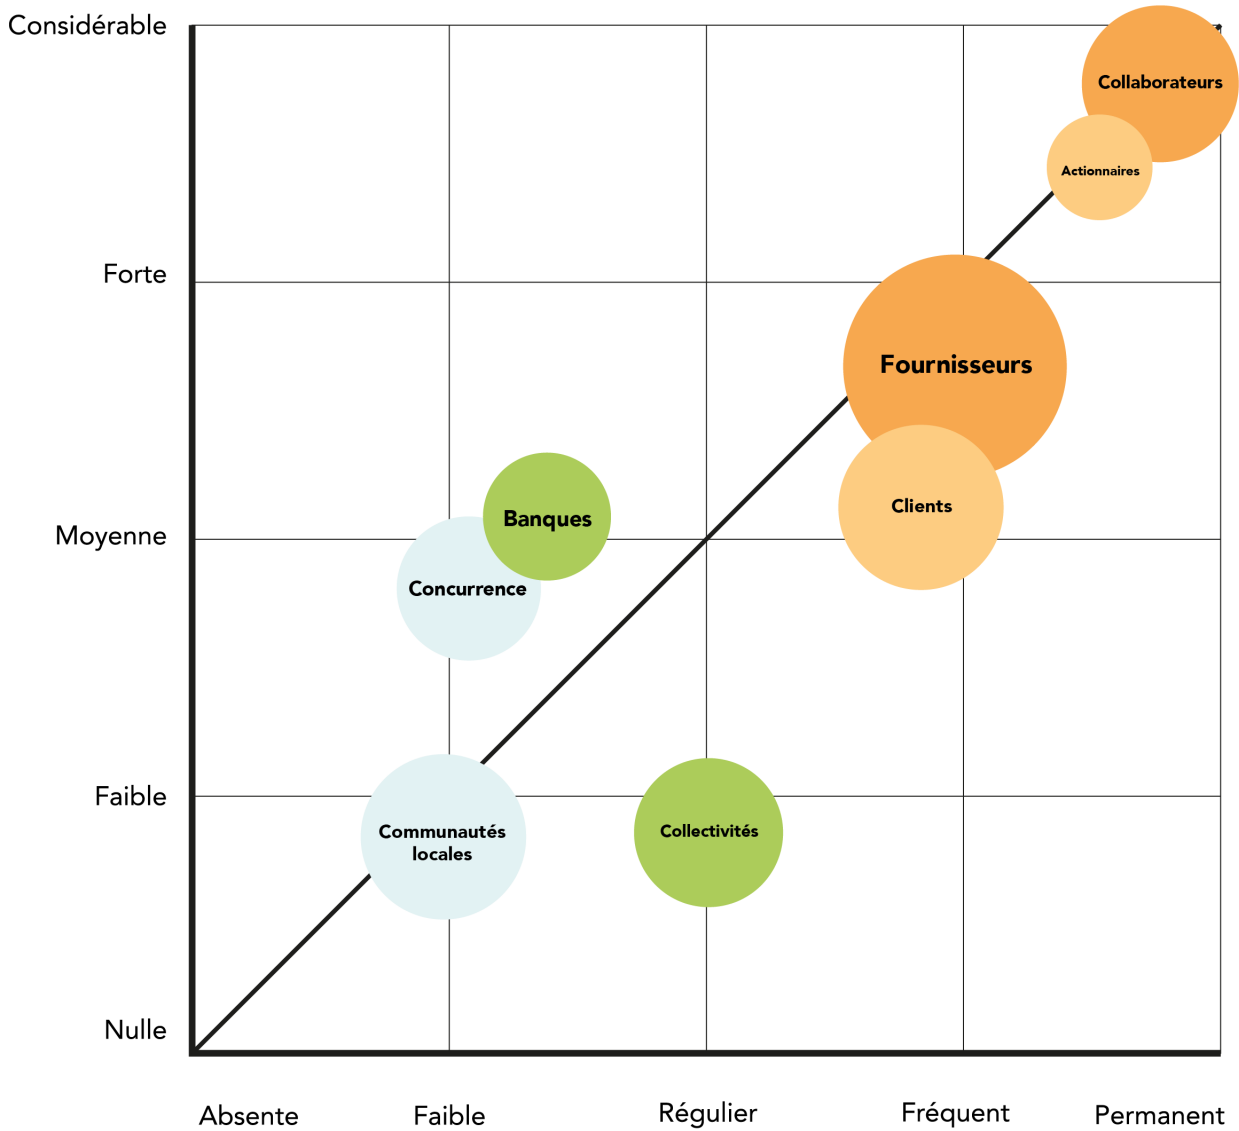 Considérable
Collaborateurs
Actionnaires
Forte
Fournisseurs
Clients
Banques
Moyenne
Concurrence
Faible
Communautés
locales
Collectivités
Nulle
Absente
Faible
Régulier
Fréquent
Permanent